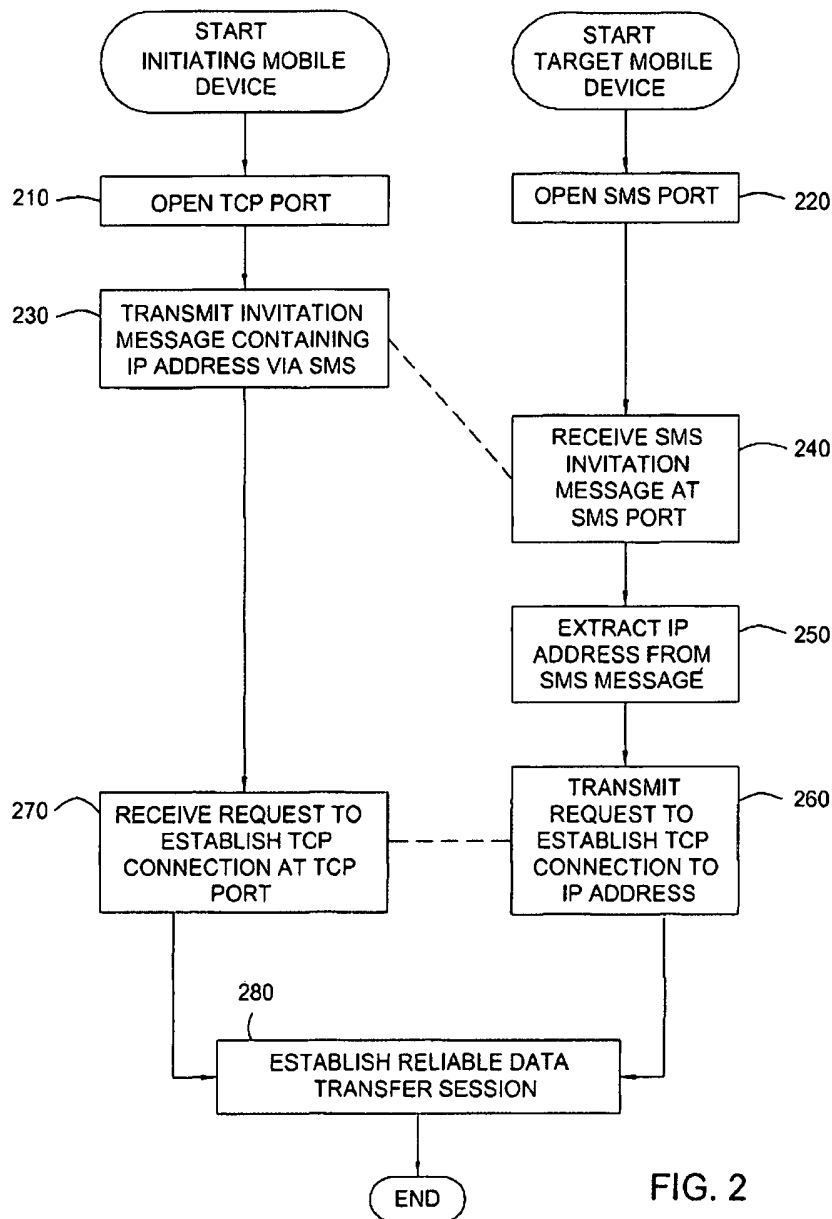 START
INITIATING MOBILE
DEVICE
START
TARGET MOBILE
DEVICE
210
OPEN TCP PORT
OPEN SMS PORT
220
230
TRANSMIT INVITATION
MESSAGE CONTAINING
IP ADDRESS VIA SMS
RECEIVE SMS
INVITATION
MESSAGE AT
SMS PORT
240
EXTRACT IP
ADDRESS FROM
SMS MESSAGE
250
270
RECEIVE REQUEST TO
ESTABLISH TCP
CONNECTION AT TCP
PORT
TRANSMIT
REQUEST TO
ESTABLISH TCP
CONNECTION TO
IP ADDRESS
260
280
ESTABLISH RELIABLE DATA
TRANSFER SESSION
END
FIG. 2